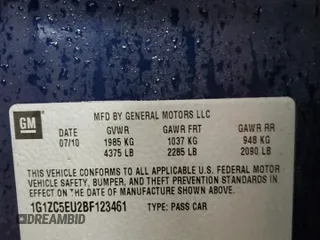 GM
MFD BY GENERAL MOTORS LLC
DATE GVWR GAWR FRT GAWR RR
07/10 1985 KG 1037 KG 948 KG
4375 LB 2285 LB 2090 LB
THIS VEHICLE CONFORMS TO ALL APPLICABLE U.S. FEDERAL MOTOR
VEHICLE SAFETY, BUMPER, AND THEFT PREVENTION STANDARDS IN
EFFECT ON THE DATE OF MANUFACTURE SHOWN ABOVE.
1G1ZC5EU2BF123461 TYPE: PASS CAR
DRIVE